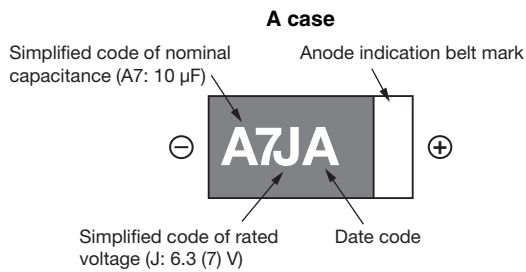 A case
Simplified code of nominal
capacitance (A7: 10 µF)
Anode indication belt mark
⊖
A7JA
⊕
Simplified code of rated
voltage (J: 6.3 (7) V)
Date code